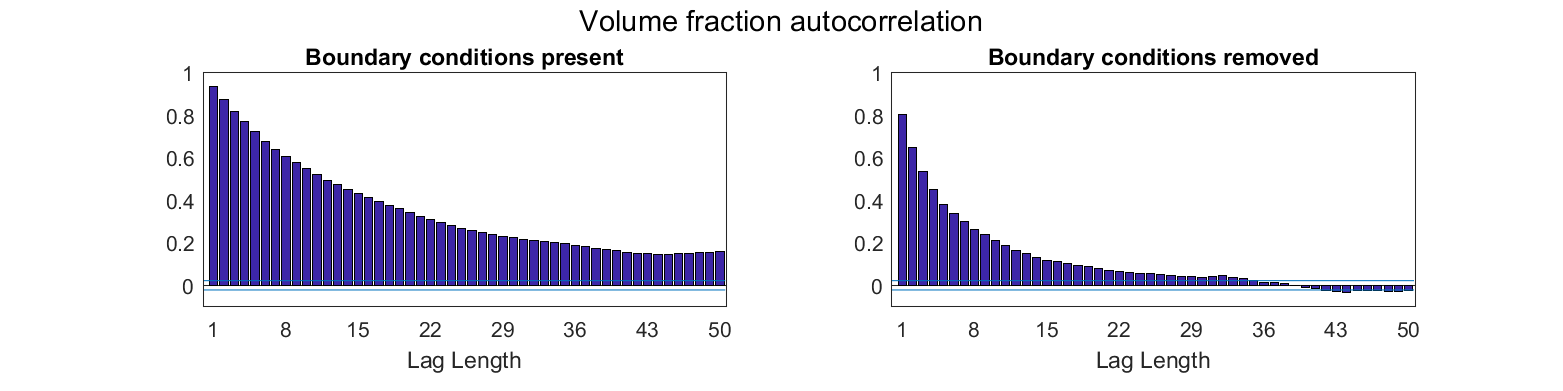 Volume fraction autocorrelation
Boundary conditions present
1
0.8
0.6
0.4
0.2
0
1 8 15 22 29 36 43 50
Lag Length
Boundary conditions removed
1
0.8
0.6
0.4
0.2
0
1 8 15 22 29 36 43 50
Lag Length